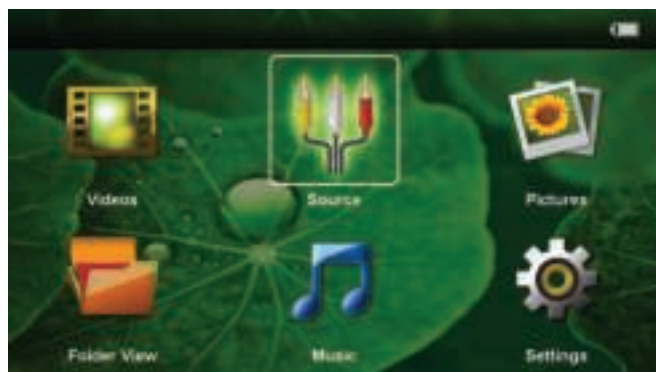 Videos
Source
Pictures
Folder View
Music
Settings